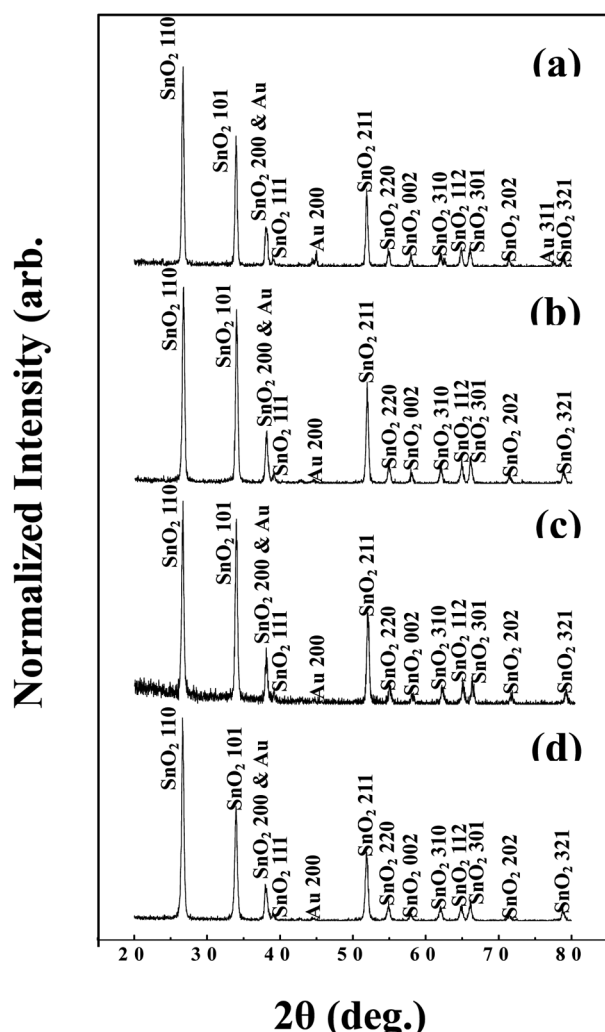 Normalized Intensity (arb.
(a)
SnO2 110
SnO2 101
SnO2 200 & Au
SnO2 111
Au 200
SnO2 211
SnO2 220
SnO2 002
SnO2 310
SnO2 112
SnO2 301
SnO2 202
Au 311
SnO2 321
(b)
SnO2 110
SnO2 101
SnO2 200 & Au
SnO2 111
Au 200
SnO2 211
SnO2 220
SnO2 002
SnO2 310
SnO2 112
SnO2 301
SnO2 202
SnO2 321
(c)
SnO2 110
SnO2 101
SnO2 200 & Au
SnO2 111
Au 200
SnO2 211
SnO2 220
SnO2 002
SnO2 310
SnO2 112
SnO2 301
SnO2 202
SnO2 321
(d)
SnO2 110
SnO2 101
SnO2 200 & Au
SnO2 111
Au 200
SnO2 211
SnO2 220
SnO2 002
SnO2 310
SnO2 112
SnO2 301
SnO2 202
SnO2 321
20 30 40 50 60 70 80
2θ (deg.)